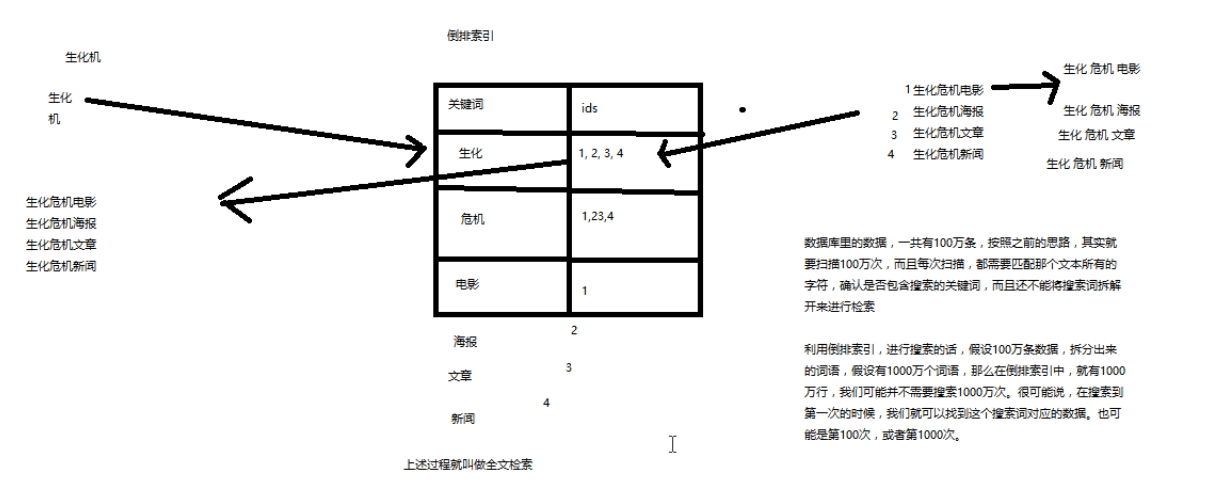 倒排索引
生化机
生化
机
生化危机电影
生化危机海报
生化危机文章
生化危机新闻
关键词 ids
生化 1, 2, 3, 4
危机 1,23,4
电影 1
海报 2
文章 3
新闻 4
上述过程就叫做全文检索
1 生化危机电影 生化 危机 电影
2 生化危机海报 生化 危机 海报
3 生化危机文章 生化 危机 文章
4 生化危机新闻 生化 危机 新闻
数据库里的数据，一共有100万条，按照之前的思路，其实就
要扫描100万次，而且每次扫描，都需要匹配那个文本所有的
字符，确认是否包含搜索的关键词，而且还不能将搜索词拆解
开来进行检索
利用倒排索引，进行搜索的话，假设100万条数据，拆分出来
的词语，假设有1000万个词语，那么在倒排索引中，就有1000
万行，我们可能并不需要搜索1000万次。很可能说，在搜索到
第一次的时候，我们就可以找到这个搜索词对应的数据。也可
能是第100次，或者第1000次。